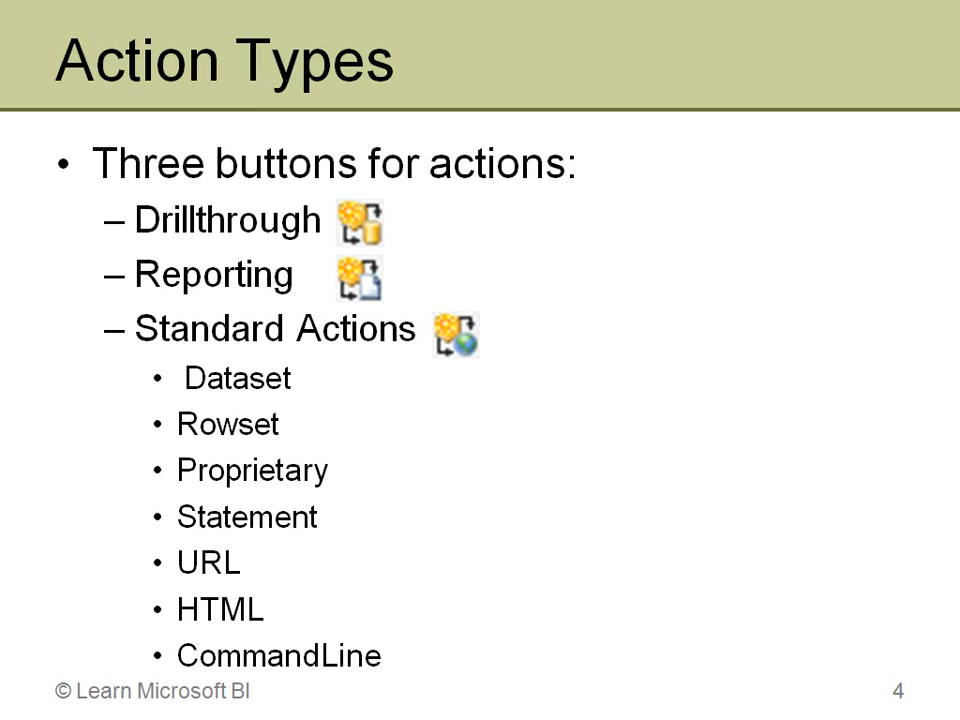 Action Types
• Three buttons for actions:
– Drillthrough
– Reporting
– Standard Actions
• Dataset
• Rowset
• Proprietary
• Statement
• URL
• HTML
• CommandLine
© Learn Microsoft BI
4